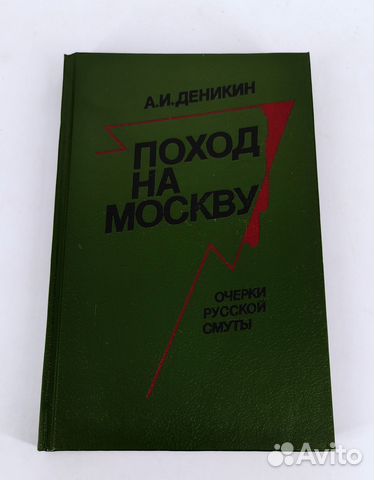 А.И.ДЕНИКИН
ПОХОД
НА
МОСКВУ
ОЧЕРКИ
РУССКОЙ
СМУТЫ
Avito